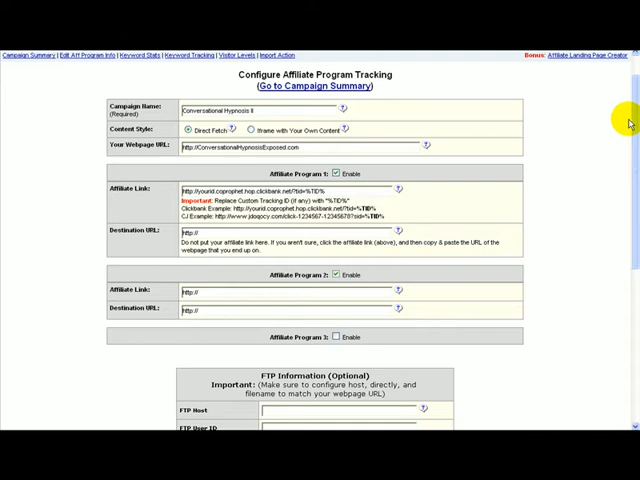 Campaign Summary | Edit Aff Program Info | Keyword Stats | Keyword Tracking | Visitor Levels | Import Action
Bonus: Affiliate Landing Page Creator
Configure Affiliate Program Tracking
(Go to Campaign Summary)
Campaign Name:
(Required)
Conversational Hypnosis II
Content Style:
Direct Fetch
Iframe with Your Own Content
Your Webpage URL:
http://ConversationalHypnosisExposed.com
Affiliate Program 1:
Enable
Affiliate Link:
http://yourid.coprophet.hop.clickbank.net/?tid=%TID%
Important: Replace Custom Tracking ID (if any) with "%TID%"
Clickbank Example: http://yourid.coprophet.hop.clickbank.net/?tid=%TID%
CJ Example: http://www.jdoqocy.com/click-1234567-12345678?sid=%TID%
Destination URL:
http://
Do not put your affiliate link here. If you aren't sure, click the affiliate link (above), and then copy & paste the URL of the
webpage that you end up on.
Affiliate Program 2:
Enable
Affiliate Link:
http://
Destination URL:
http://
Affiliate Program 3:
Enable
FTP Information (Optional)
Important: (Make sure to configure host, directly, and
filename to match your webpage URL)
FTP Host
FTP User ID